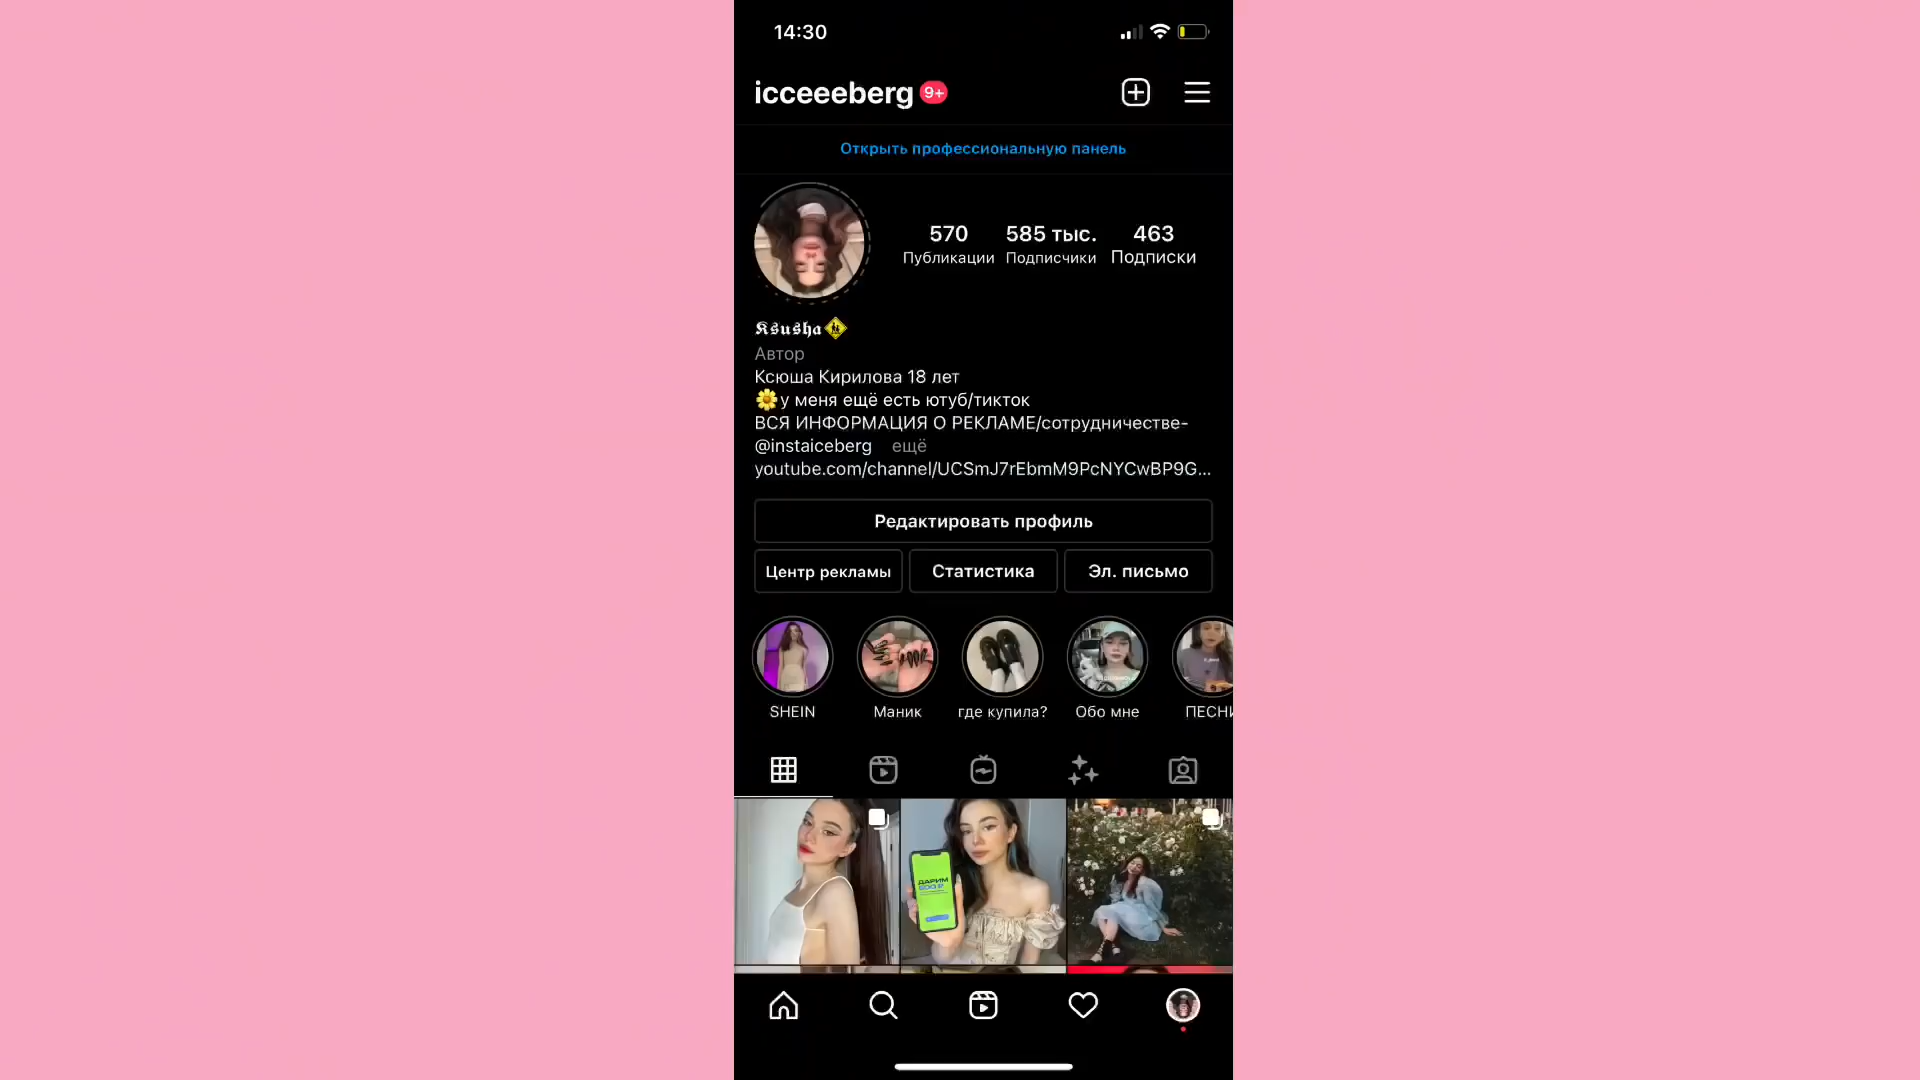 14:30
icceeeberg 9+
Открыть профессиональную панель
570 585 тыс. 463
Публикации Подписчики Подписки
𝕶𝖘𝖚𝖘𝖍𝖆🚸
Автор
Ксюша Кирилова 18 лет
🌼у меня ещё есть ютуб/тикток
ВСЯ ИНФОРМАЦИЯ О РЕКЛАМЕ/сотрудничестве-
@instaiceberg ещё
youtube.com/channel/UCSmJ7rEbmM9PcNYCwBP9G...
Редактировать профиль
Центр рекламы Статистика Эл. письмо
SHEIN Маник где купила? Обо мне ПЕСНИ
ДАРИМ